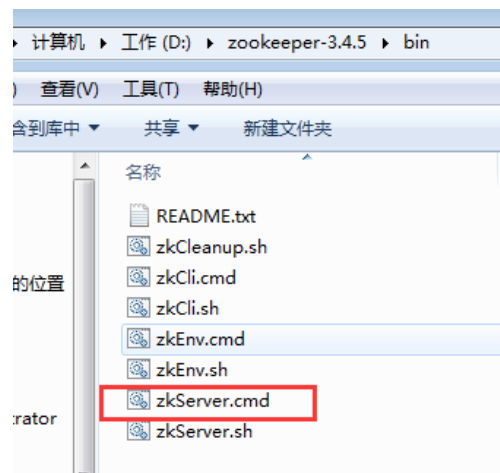 计算机 工作 (D:) zookeeper-3.4.5 bin
) 查看(V) 工具(T) 帮助(H)
含到库中 共享 新建文件夹
名称
README.txt
zkCleanup.sh
zkCli.cmd
的位置
zkCli.sh
zkEnv.cmd
zkEnv.sh
zkServer.cmd
trator
zkServer.sh